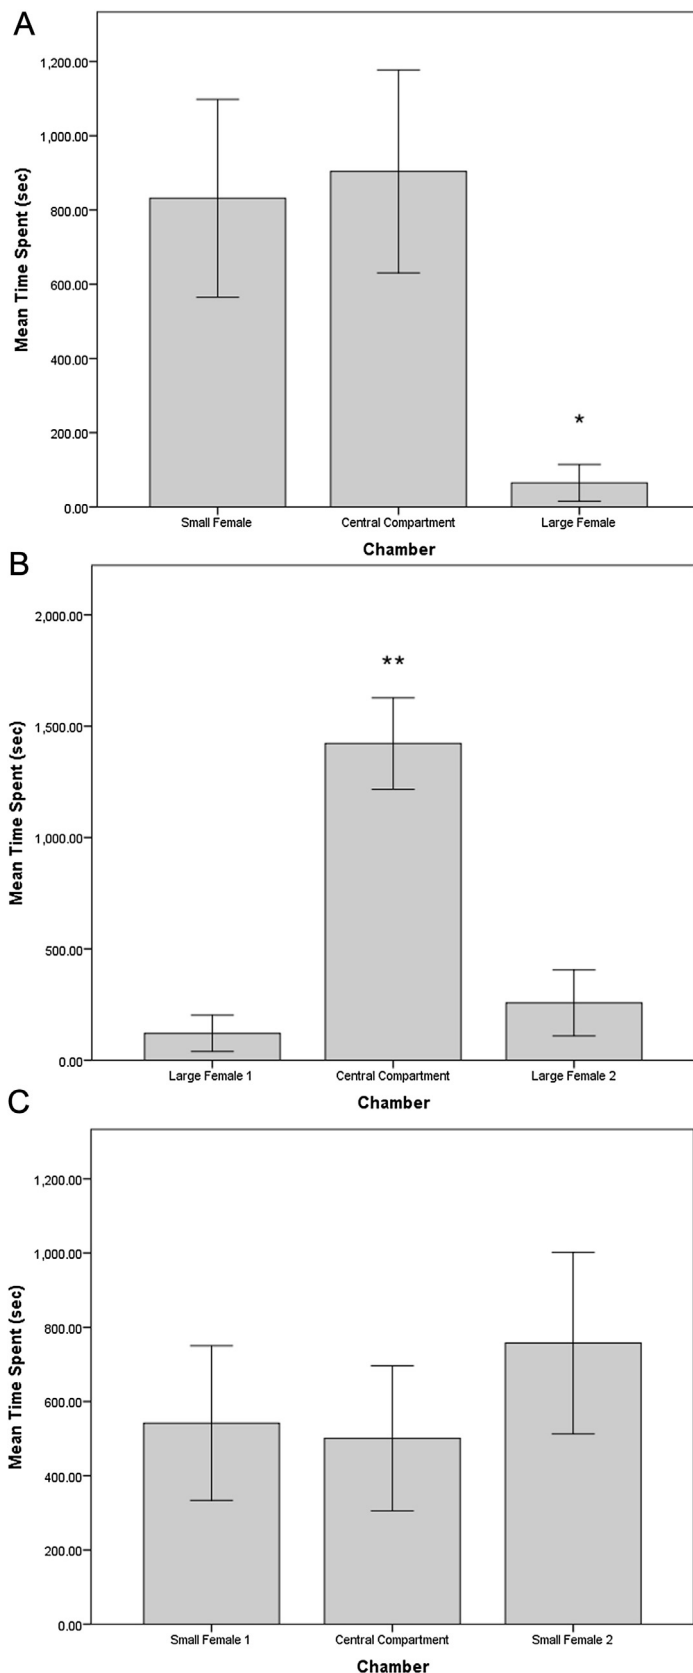 A
Mean Time Spent (sec)
1,200.00
1,000.00
800.00
600.00
400.00
200.00
0.00
*
Small Female Central Compartment Large Female
Chamber
B
Mean Time Spent (sec)
2,000.00
1,500.00
1,000.00
500.00
0.00
**
Large Female 1 Central Compartment Large Female 2
Chamber
C
Mean Time Spent (sec)
1,200.00
1,000.00
800.00
600.00
400.00
200.00
0.00
Small Female 1 Central Compartment Small Female 2
Chamber